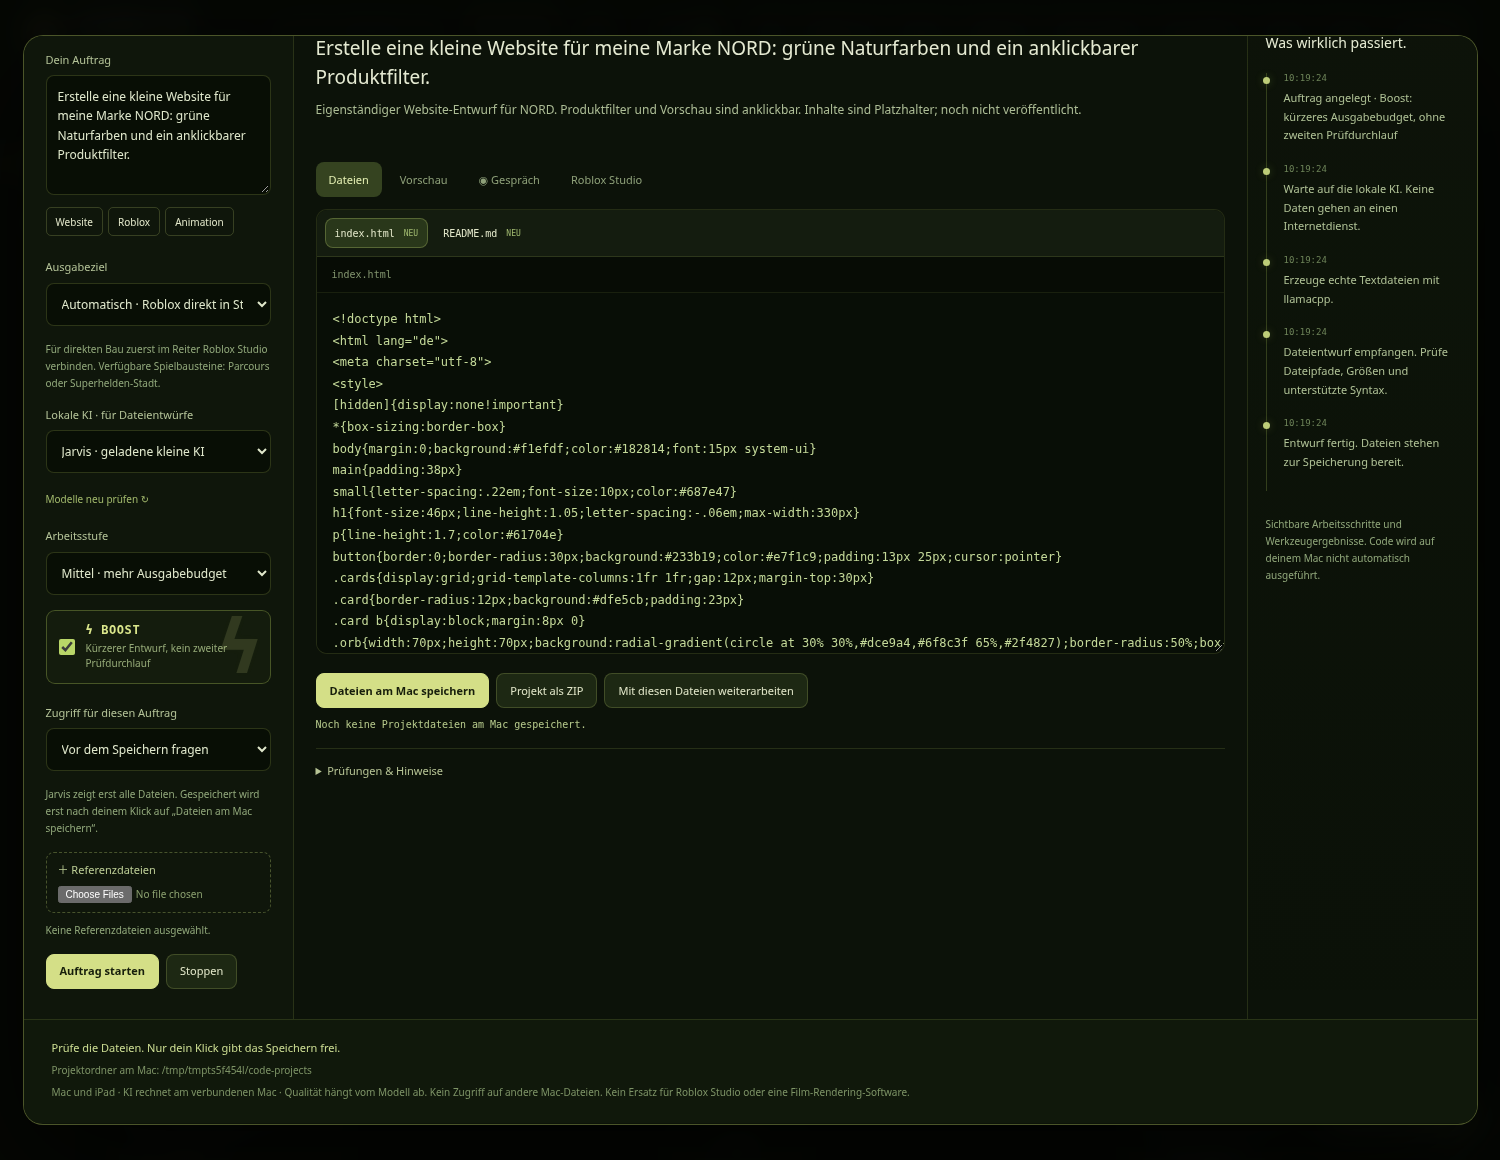 Dein Auftrag
Erstelle eine kleine Website für
meine Marke NORD: grüne
Naturfarben und ein anklickbarer
Produktfilter.
Website
Roblox
Animation
Ausgabeziel
Automatisch · Roblox direkt in St
Für direkten Bau zuerst im Reiter Roblox Studio
verbinden. Verfügbare Spielbausteine: Parcours
oder Superhelden-Stadt.
Lokale KI · für Dateientwürfe
Jarvis · geladene kleine KI
Modelle neu prüfen ↻
Arbeitsstufe
Mittel · mehr Ausgabebudget
ϟ BOOST
Kürzerer Entwurf, kein zweiter
Prüfdurchlauf
Zugriff für diesen Auftrag
Vor dem Speichern fragen
Jarvis zeigt erst alle Dateien. Gespeichert wird
erst nach deinem Klick auf „Dateien am Mac
speichern“.
＋ Referenzdateien
Choose Files No file chosen
Keine Referenzdateien ausgewählt.
Auftrag starten
Stoppen
Erstelle eine kleine Website für meine Marke NORD: grüne Naturfarben und ein anklickbarer
Produktfilter.
Eigenständiger Website-Entwurf für NORD. Produktfilter und Vorschau sind anklickbar. Inhalte sind Platzhalter; noch nicht veröffentlicht.
Dateien
Vorschau
◉ Gespräch
Roblox Studio
index.html NEU
README.md NEU
index.html
<!doctype html>
<html lang="de">
<meta charset="utf-8">
<style>
[hidden]{display:none!important}
*{box-sizing:border-box}
body{margin:0;background:#f1efdf;color:#182814;font:15px system-ui}
main{padding:38px}
small{letter-spacing:.22em;font-size:10px;color:#687e47}
h1{font-size:46px;line-height:1.05;letter-spacing:-.06em;max-width:330px}
p{line-height:1.7;color:#61704e}
button{border:0;border-radius:30px;background:#233b19;color:#e7f1c9;padding:13px 25px;cursor:pointer}
.cards{display:grid;grid-template-columns:1fr 1fr;gap:12px;margin-top:30px}
.card{border-radius:12px;background:#dfe5cb;padding:23px}
.card b{display:block;margin:8px 0}
.orb{width:70px;height:70px;background:radial-gradient(circle at 30% 30%,#dce9a4,#6f8c3f 65%,#2f4827);border-radius:50%;box-
Dateien am Mac speichern
Projekt als ZIP
Mit diesen Dateien weiterarbeiten
Noch keine Projektdateien am Mac gespeichert.
▶ Prüfungen & Hinweise
Was wirklich passiert.
10:19:24
Auftrag angelegt · Boost:
kürzeres Ausgabebudget, ohne
zweiten Prüfdurchlauf
10:19:24
Warte auf die lokale KI. Keine
Daten gehen an einen
Internetdienst.
10:19:24
Erzeuge echte Textdateien mit
llamacpp.
10:19:24
Dateientwurf empfangen. Prüfe
Dateipfade, Größen und
unterstützte Syntax.
10:19:24
Entwurf fertig. Dateien stehen
zur Speicherung bereit.
Sichtbare Arbeitsschritte und
Werkzeugergebnisse. Code wird auf
deinem Mac nicht automatisch
ausgeführt.
Prüfe die Dateien. Nur dein Klick gibt das Speichern frei.
Projektordner am Mac: /tmp/tmpts5f454l/code-projects
Mac und iPad · KI rechnet am verbundenen Mac · Qualität hängt vom Modell ab. Kein Zugriff auf andere Mac-Dateien. Kein Ersatz für Roblox Studio oder eine Film-Rendering-Software.